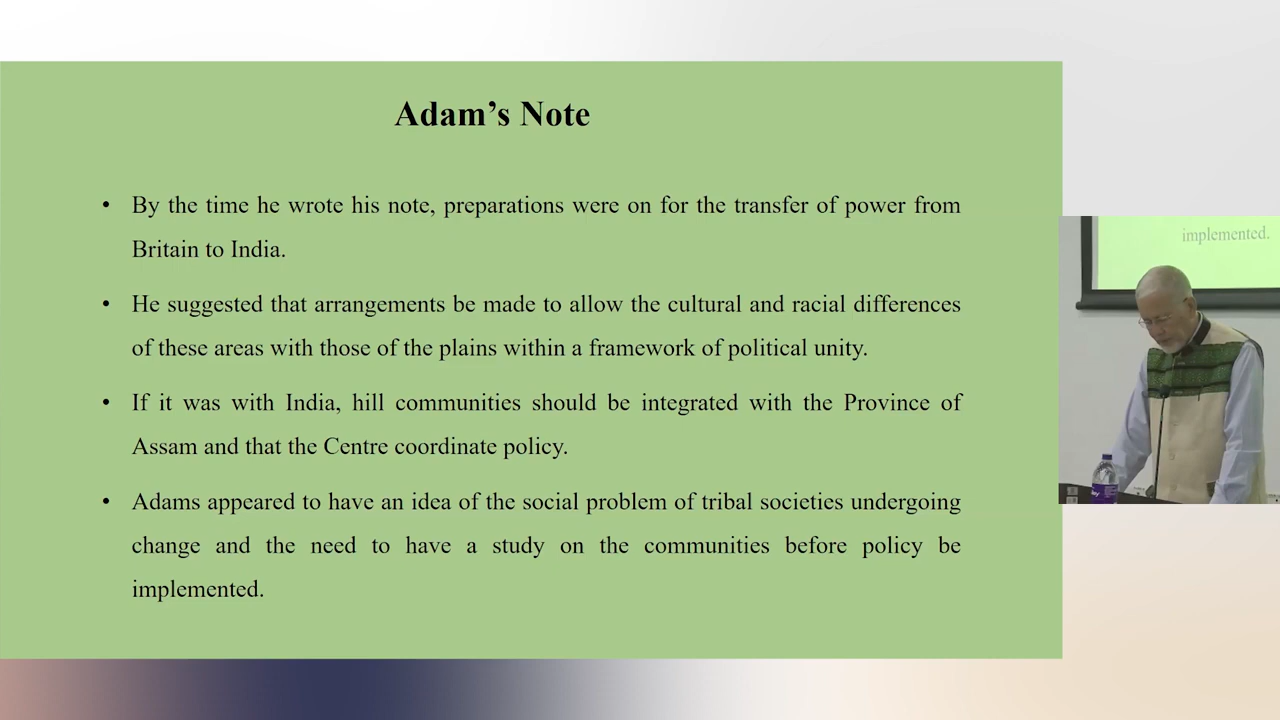 Adam’s Note
• By the time he wrote his note, preparations were on for the transfer of power from
Britain to India.
• He suggested that arrangements be made to allow the cultural and racial differences
of these areas with those of the plains within a framework of political unity.
• If it was with India, hill communities should be integrated with the Province of
Assam and that the Centre coordinate policy.
• Adams appeared to have an idea of the social problem of tribal societies undergoing
change and the need to have a study on the communities before policy be
implemented.
implemented.